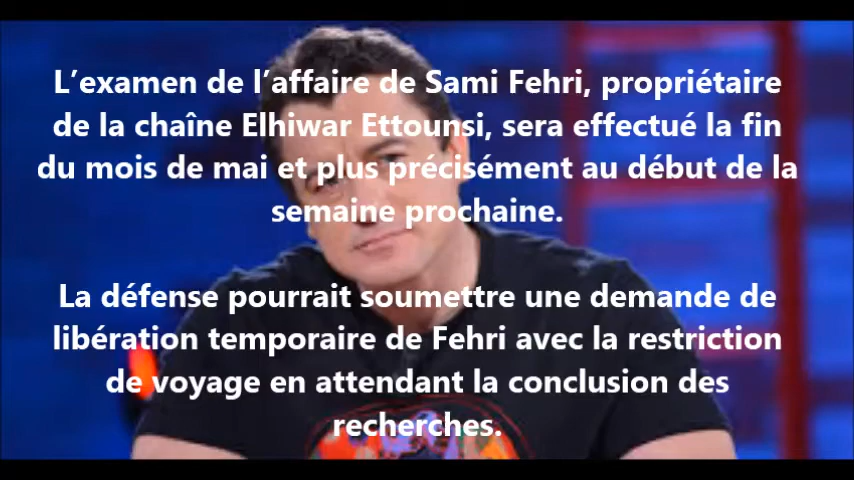 L’examen de l’affaire de Sami Fehri, propriétaire
de la chaîne Elhiwar Ettounsi, sera effectué la fin
du mois de mai et plus précisément au début de la
semaine prochaine.
La défense pourrait soumettre une demande de
libération temporaire de Fehri avec la restriction
de voyage en attendant la conclusion des
recherches.